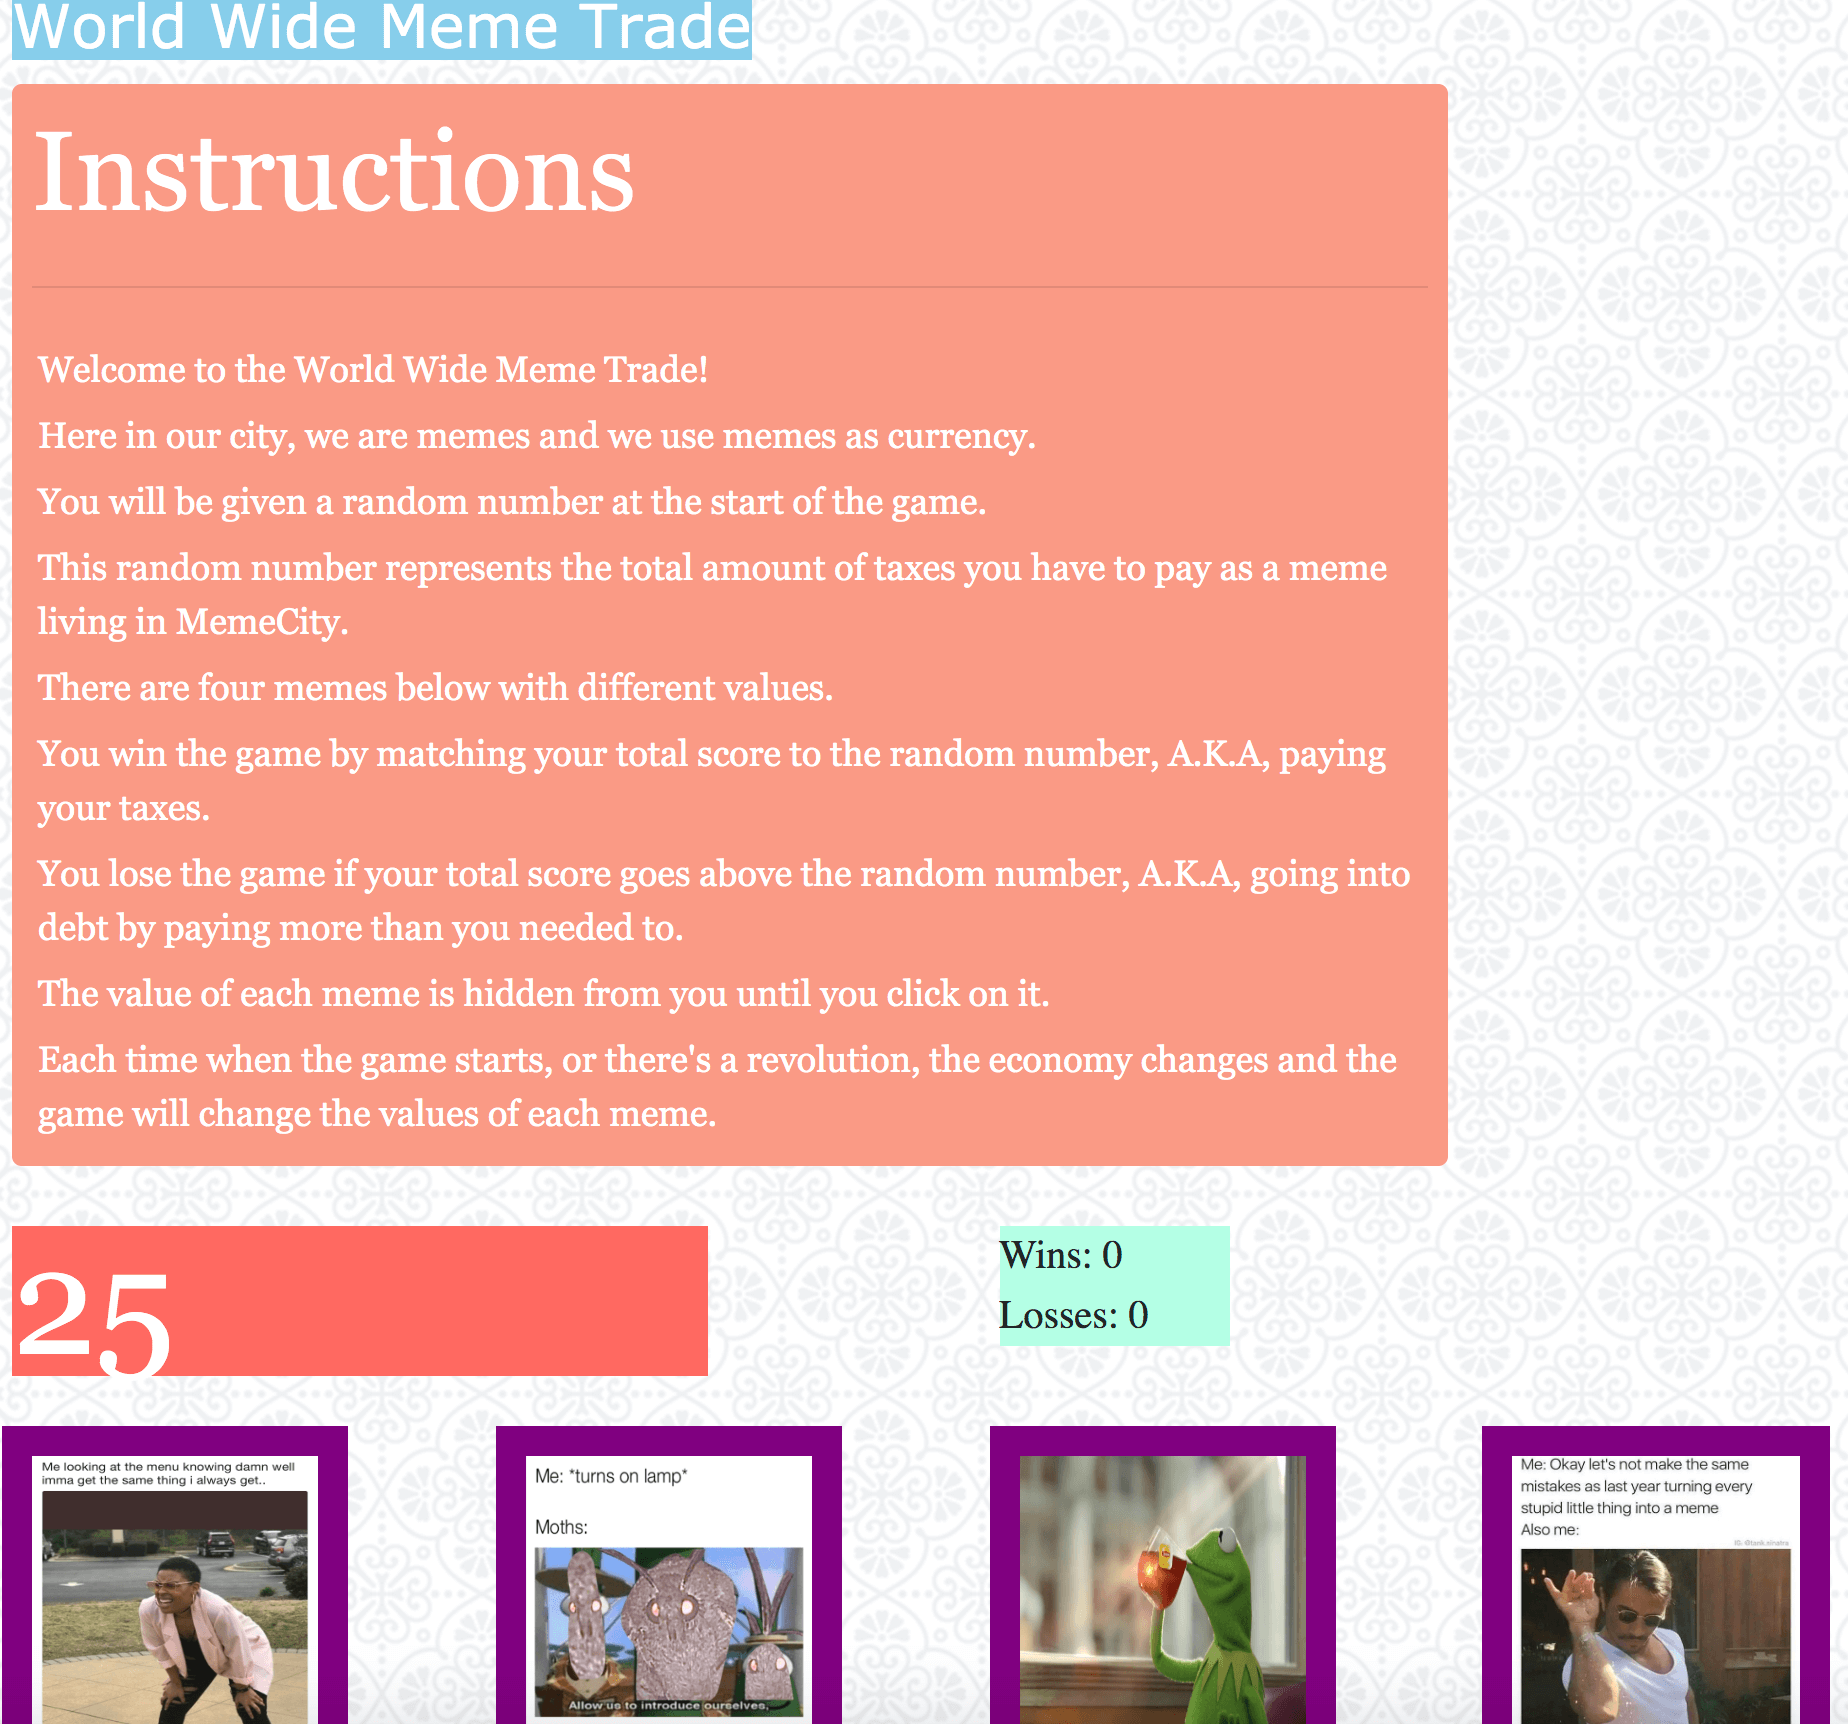 World Wide Meme Trade
Instructions
Welcome to the World Wide Meme Trade!
Here in our city, we are memes and we use memes as currency.
You will be given a random number at the start of the game.
This random number represents the total amount of taxes you have to pay as a meme
living in MemeCity.
There are four memes below with different values.
You win the game by matching your total score to the random number, A.K.A, paying
your taxes.
You lose the game if your total score goes above the random number, A.K.A, going into
debt by paying more than you needed to.
The value of each meme is hidden from you until you click on it.
Each time when the game starts, or there's a revolution, the economy changes and the
game will change the values of each meme.
25
Wins: 0
Losses: 0
Me looking at the menu knowing damn well
imma get the same thing i always get..
Me: *turns on lamp*
Moths:
Allow us to introduce ourselves,
Me: Okay let's not make the same
mistakes as last year turning every
stupid little thing into a meme
Also me:
IG: @tank.sinatra